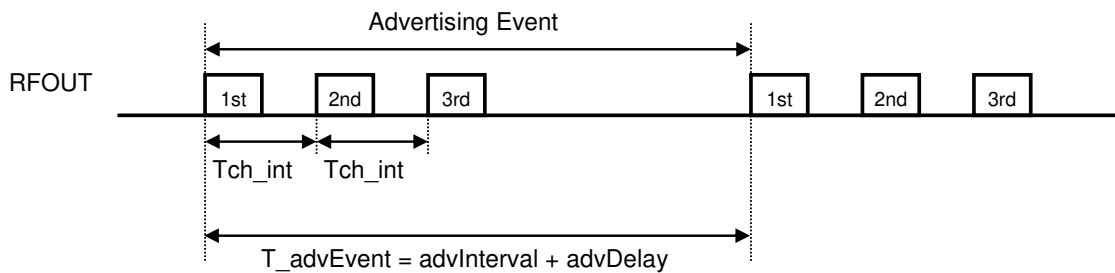 Advertising Event
RFOUT
1st 2nd 3rd 1st 2nd 3rd
Tch_int Tch_int
T_advEvent = advInterval + advDelay